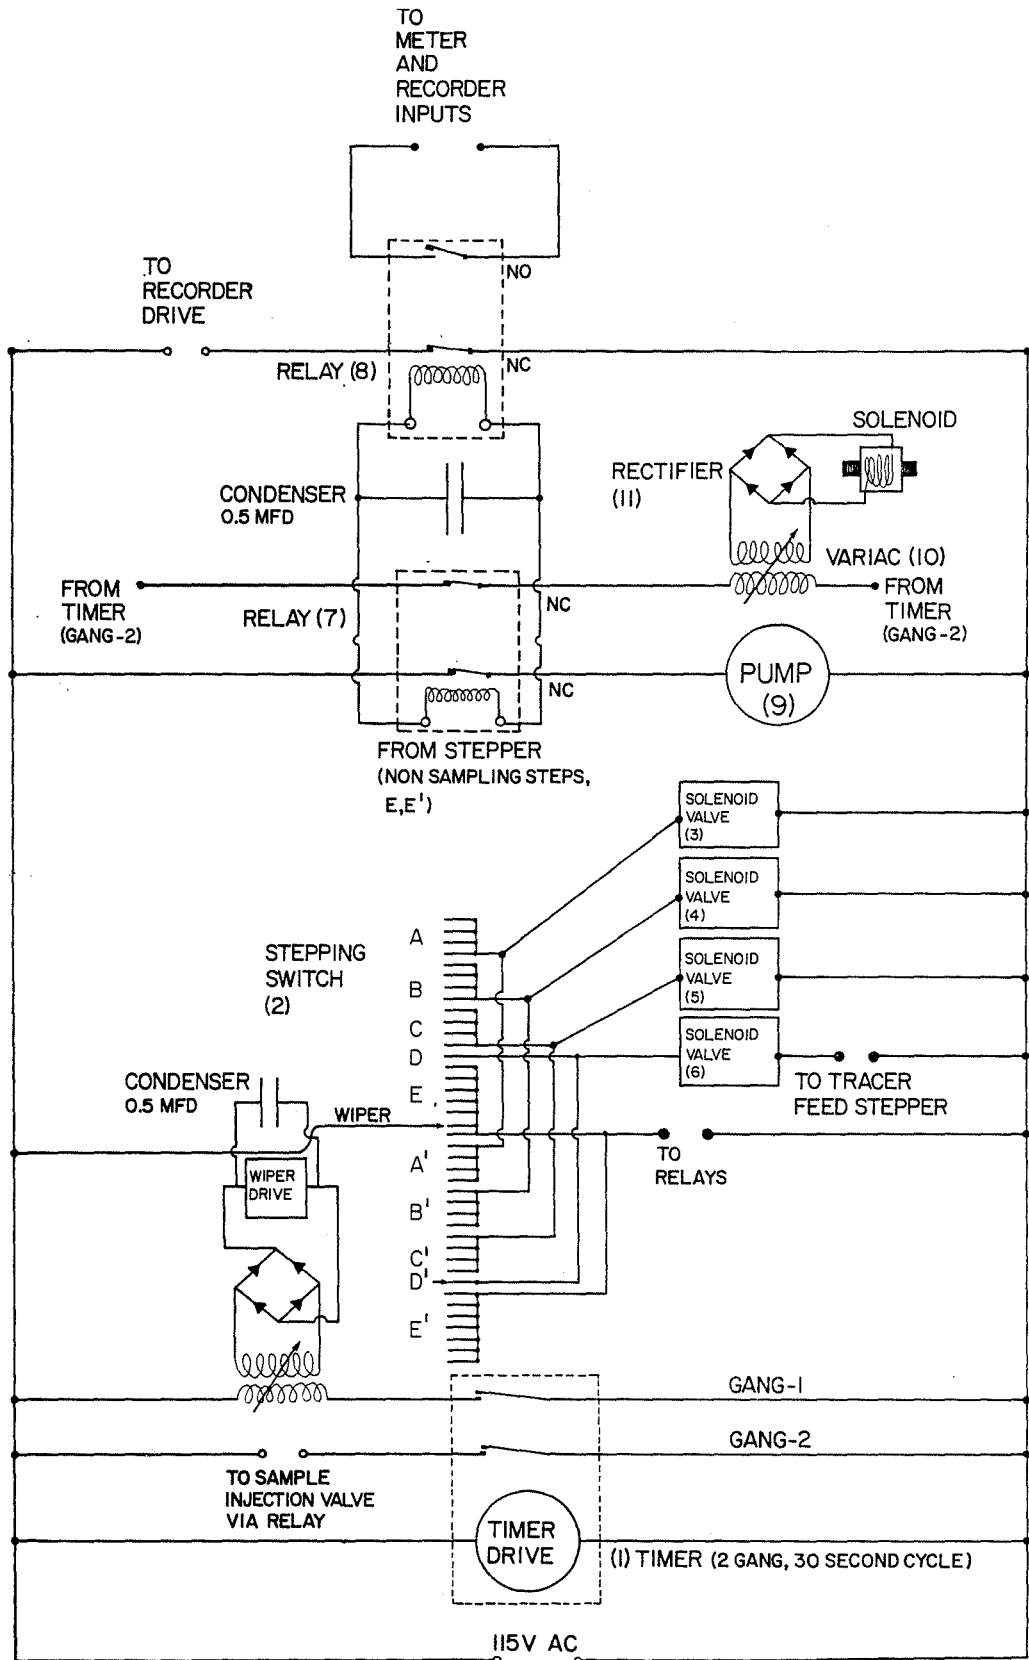 TO
METER
AND
RECORDER
INPUTS
NO
TO
RECORDER
DRIVE
RELAY (8)
NC
SOLENOID
RECTIFIER
(11)
CONDENSER
0.5 MFD
VARIAC (10)
FROM
TIMER
(GANG-2)
RELAY (7)
NC
FROM
TIMER
(GANG-2)
NC
PUMP
(9)
FROM STEPPER
(NON SAMPLING STEPS,
E,E')
SOLENOID
VALVE
(3)
SOLENOID
VALVE
(4)
SOLENOID
VALVE
(5)
SOLENOID
VALVE
(6)
STEPPING
SWITCH
(2)
A
B
C
D
E
A'
B'
C'
D'
E'
CONDENSER
0.5 MFD
WIPER
WIPER
DRIVE
TO TRACER
FEED STEPPER
TO
RELAYS
GANG-1
GANG-2
TO SAMPLE
INJECTION VALVE
VIA RELAY
TIMER
DRIVE
(1) TIMER (2 GANG, 30 SECOND CYCLE)
115V AC